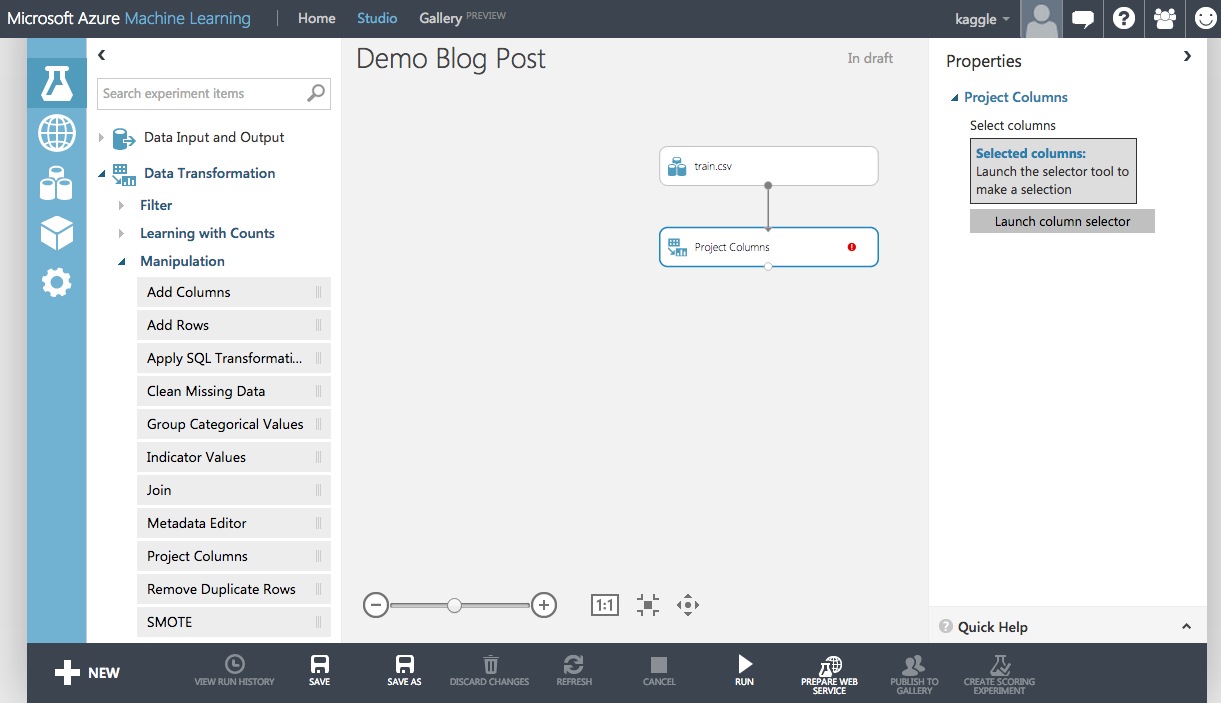 Microsoft Azure Machine Learning
Home
Studio
Gallery PREVIEW
kaggle
Search experiment items
Data Input and Output
Data Transformation
Filter
Learning with Counts
Manipulation
Add Columns
Add Rows
Apply SQL Transformati...
Clean Missing Data
Group Categorical Values
Indicator Values
Join
Metadata Editor
Project Columns
Remove Duplicate Rows
SMOTE
Demo Blog Post
In draft
train.csv
Project Columns
1:1
Properties
Project Columns
Select columns
Selected columns:
Launch the selector tool to
make a selection
Launch column selector
Quick Help
NEW
VIEW RUN HISTORY
SAVE
SAVE AS
DISCARD CHANGES
REFRESH
CANCEL
RUN
PREPARE WEB
SERVICE
PUBLISH TO
GALLERY
CREATE SCORING
EXPERIMENT